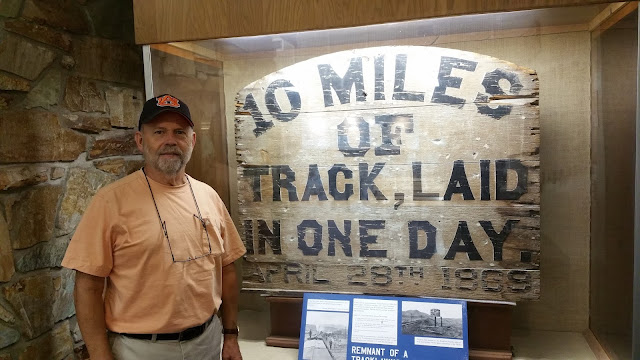 10 MILES
OF
TRACK, LAID
IN ONE DAY.
APRIL 28TH 1869
REMNANT OF A